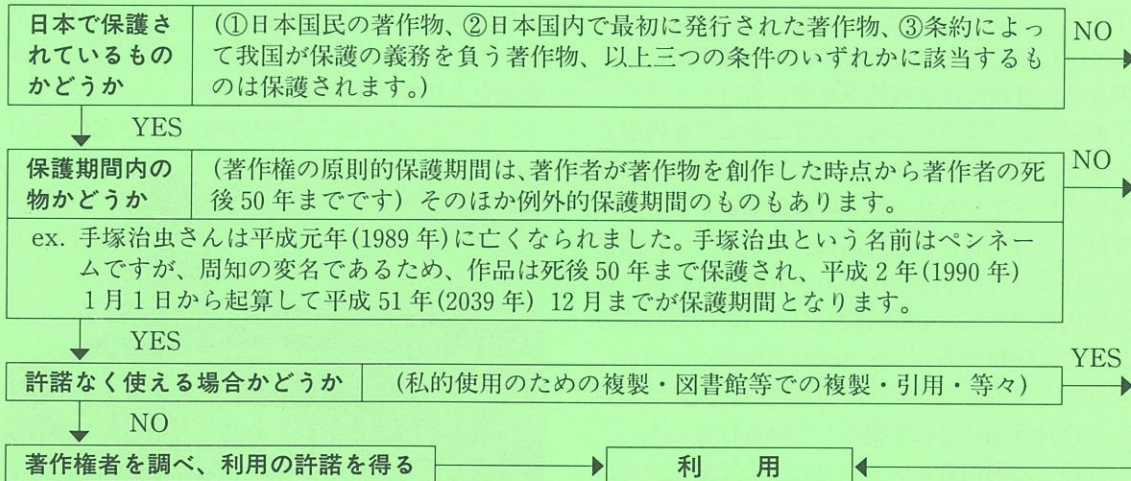 日本で保護さ
れているもの
かどうか
(①日本国民の著作物、②日本国内で最初に発行された著作物、③条約によっ
て我国が保護の義務を負う著作物、以上三つの条件のいずれかに該当するも
のは保護されます。)
NO
YES
保護期間内の
物かどうか
(著作権の原則的保護期間は、著作者が著作物を創作した時点から著作者の死
後50年までです) そのほか例外的保護期間のものもあります。
NO
ex. 手塚治虫さんは平成元年(1989年)に亡くなられました。手塚治虫という名前はペンネー
ムですが、周知の変名であるため、作品は死後50年まで保護され、平成2年(1990年)
1月1日から起算して平成51年(2039年) 12月までが保護期間となります。
YES
許諾なく使える場合かどうか
(私的使用のための複製・図書館等での複製・引用・等々)
YES
NO
著作権者を調べ、利用の許諾を得る
利 用